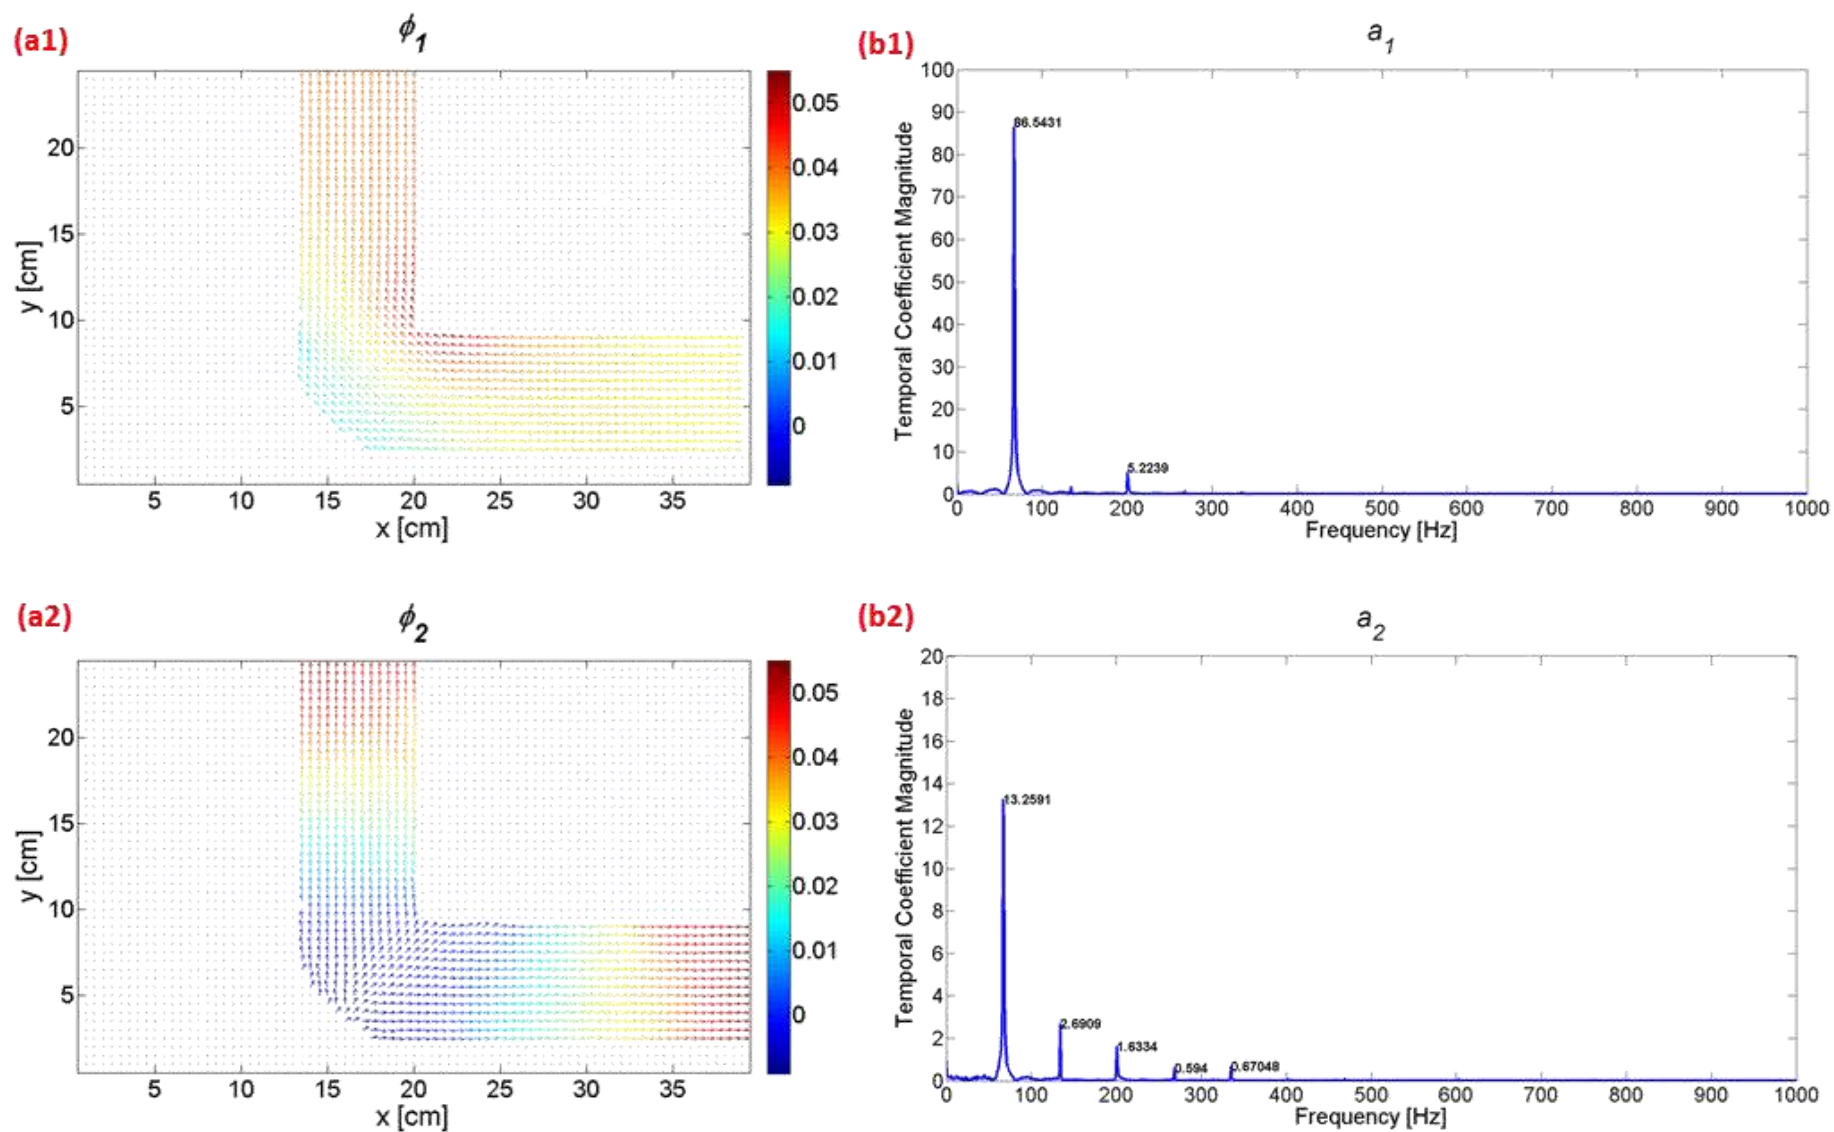 (a1)
ϕ1
20
15
10
5
y [cm]
5 10 15 20 25 30 35
x [cm]
0.05
0.04
0.03
0.02
0.01
0
(b1)
a1
100
90
80
70
60
50
40
30
20
10
0
Temporal Coefficient Magnitude
86.5431
5.2239
0 100 200 300 400 500 600 700 800 900 1000
Frequency [Hz]
(a2)
ϕ2
20
15
10
5
y [cm]
5 10 15 20 25 30 35
x [cm]
0.05
0.04
0.03
0.02
0.01
0
(b2)
a2
20
18
16
14
12
10
8
6
4
2
0
Temporal Coefficient Magnitude
13.2591
2.6909
1.6334
0.594
0.67048
0 100 200 300 400 500 600 700 800 900 1000
Frequency [Hz]